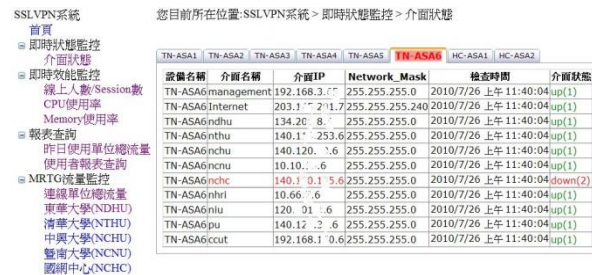 SSLVPN系統
您目前所在位置:SSLVPN系統 > 即時狀態監控 > 介面狀態
首頁
即時狀態監控
介面狀態
即時效能監控
線上人數/Session數
CPU使用率
Memory使用率
報表查詢
昨日使用單位總流量
使用者報表查詢
MRTG流量監控
連線單位總流量
東華大學(NDHU)
清華大學(NTHU)
中興大學(NCHU)
暨南大學(NCNU)
國網中心(NCHC)
TN-ASA1 TN-ASA2 TN-ASA3 TN-ASA4 TN-ASA5 TN-ASA6 HC-ASA1 HC-ASA2
設備名稱 介面名稱 介面IP Network_Mask 檢查時間 介面狀態
TN-ASA6 management 255.255.255.0 2010/7/26 上午 11:40:04 up(1)
TN-ASA6 Internet 255.255.255.240 2010/7/26 上午 11:40:04 up(1)
TN-ASA6 ndhu 255.255.255.0 2010/7/26 上午 11:40:04 up(1)
TN-ASA6 nthu 255.255.255.0 2010/7/26 上午 11:40:04 up(1)
TN-ASA6 nchu 255.255.255.0 2010/7/26 上午 11:40:04 up(1)
TN-ASA6 ncnu 255.255.255.0 2010/7/26 上午 11:40:04 up(1)
TN-ASA6 nchc 255.255.255.0 2010/7/26 上午 11:40:04 down(2)
TN-ASA6 nhri 255.255.255.0 2010/7/26 上午 11:40:04 up(1)
TN-ASA6 niu 255.255.255.0 2010/7/26 上午 11:40:04 up(1)
TN-ASA6 pu 255.255.255.0 2010/7/26 上午 11:40:04 up(1)
TN-ASA6 ccut 255.255.255.0 2010/7/26 上午 11:40:04 up(1)